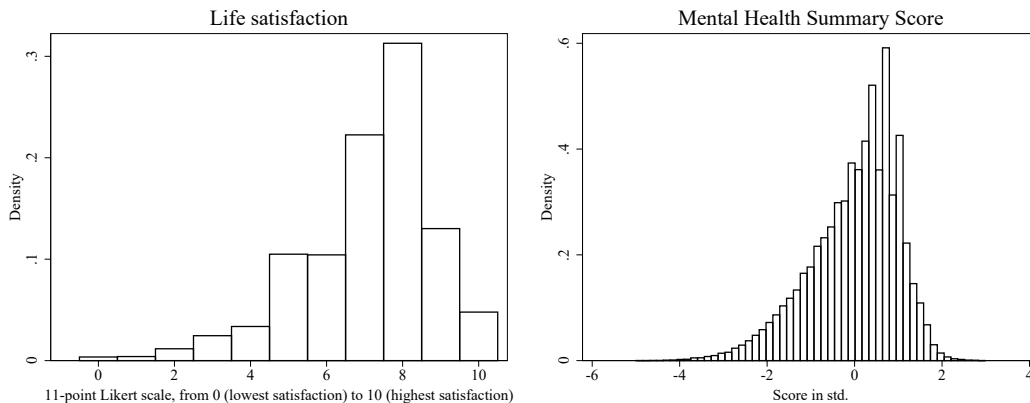 Life satisfaction
Density
0 .1 .2 .3
0 2 4 6 8 10
11-point Likert scale, from 0 (lowest satisfaction) to 10 (highest satisfaction)
Mental Health Summary Score
Density
0 .2 .4 .6
-6 -4 -2 0 2 4
Score in std.